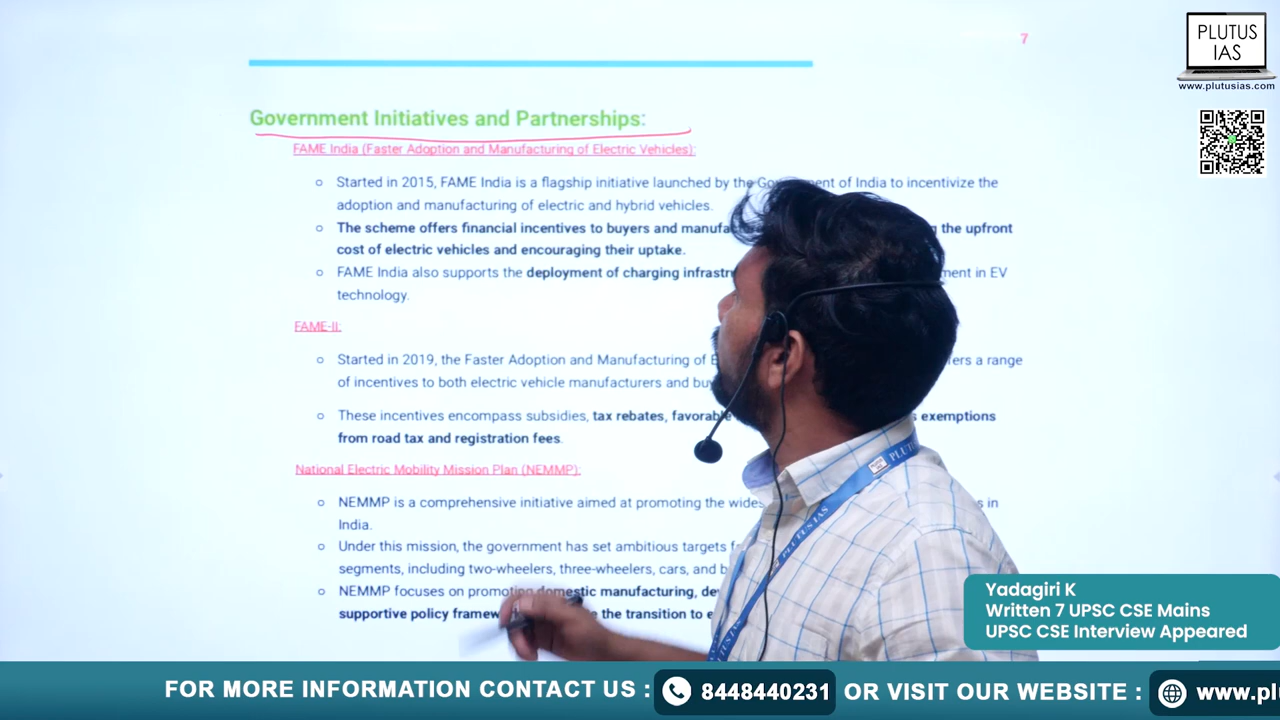 7
PLUTUS
IAS
www.plutusias.com
Government Initiatives and Partnerships:
FAME India (Faster Adoption and Manufacturing of Electric Vehicles):
Started in 2015, FAME India is a flagship initiative launched by the Government of India to incentivize the
adoption and manufacturing of electric and hybrid vehicles.
The scheme offers financial incentives to buyers and the upfront
cost of electric vehicles and encouraging their uptake.
FAME India also supports the deployment of charging in EV
technology.
FAME-II:
Started in 2019, the Faster Adoption and Manufacturing of a range
of incentives to both electric vehicle manufacturers and
These incentives encompass subsidies, tax rebates, favorable exemptions
from road tax and registration fees.
National Electric Mobility Mission Plan (NEMMP):
NEMMP is a comprehensive initiative aimed at promoting the in
India.
Under this mission, the government has set ambitious targets
segments, including two-wheelers, three-wheelers, cars, and
NEMMP focuses on promoting domestic manufacturing,
supportive policy the transition to
PLUTUS IAS
Yadagiri K
Written 7 UPSC CSE Mains
UPSC CSE Interview Appeared
FOR MORE INFORMATION CONTACT US : 8448440231 OR VISIT OUR WEBSITE : www.pl